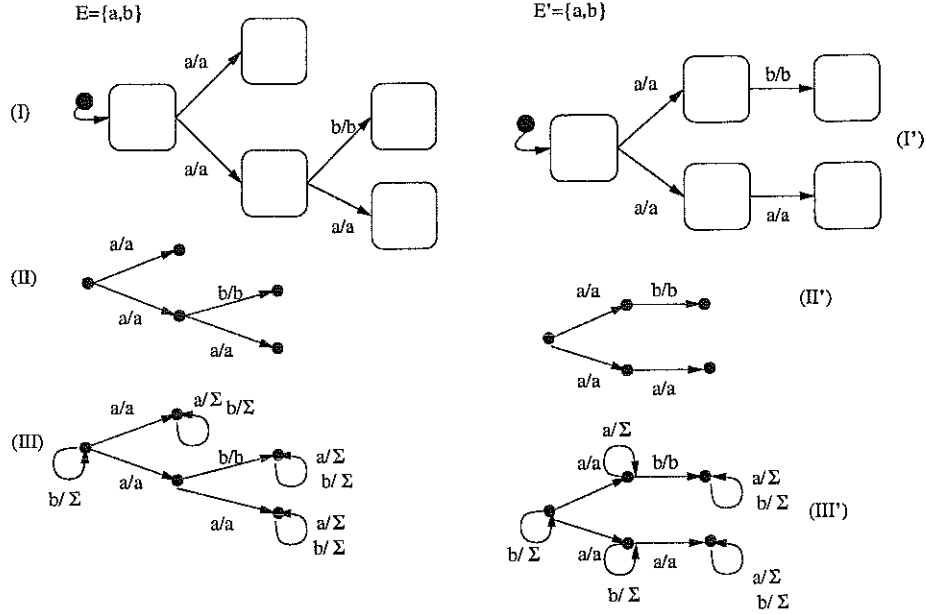 E={a,b}
a/a
(I)
b/b
a/a
a/a
a/a
(II)
b/b
a/a
a/a
a/a
a/Σ
b/Σ
(III)
b/b
a/Σ
b/Σ
b/Σ
a/a
a/a
a/Σ
b/Σ
E'={a,b}
b/b
a/a
(I')
a/a
a/a
a/a
b/b
(II')
a/a
a/a
a/Σ
a/a
b/b
a/Σ
b/Σ
(III')
b/Σ
a/a
a/a
b/Σ
a/Σ
b/Σ